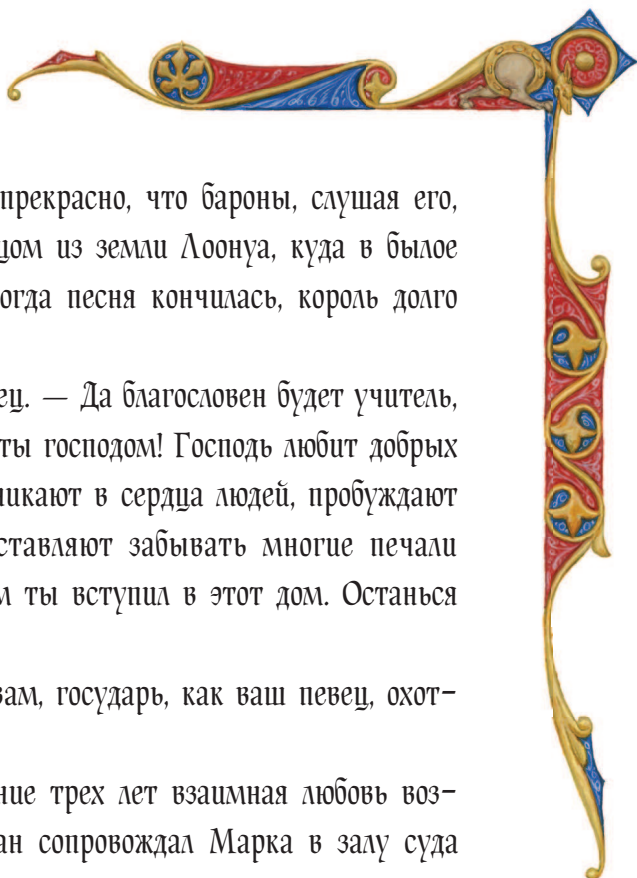 прекрасно, что бароны, слушая его,
цом из земли Лоонуа, куда в былое
огда песня кончилась, король долго
ец. — Да благословен будет учитель,
ты господом! Господь любит добрых
никают в сердца людей, пробуждают
ставляют забывать многие печали
м ты вступил в этот дом. Останься
вам, государь, как ваш певец, охот-
ние трех лет взаимная любовь воз-
ан сопровождал Марка в залу суда